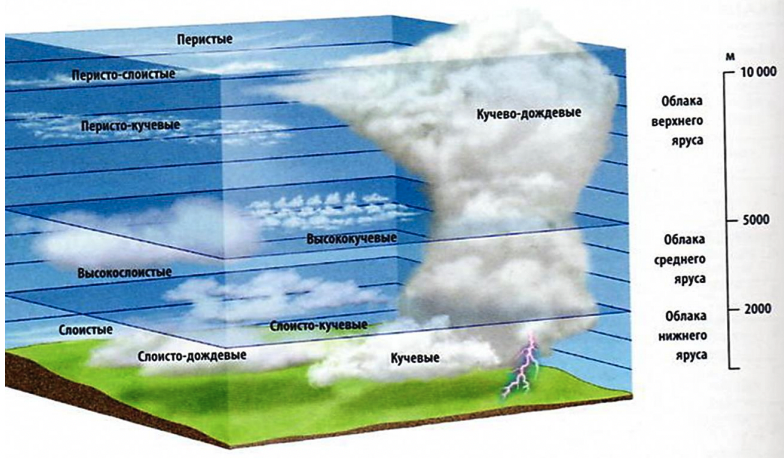 Перистые
Перисто-слоистые
Перисто-кучевые
Кучево-дождевые
Высококучевые
Высокослоистые
Слоисто-кучевые
Слоистые
Слоисто-дождевые
Кучевые
м
10 000
Облака
верхнего
яруса
5000
Облака
среднего
яруса
2000
Облака
нижнего
яруса